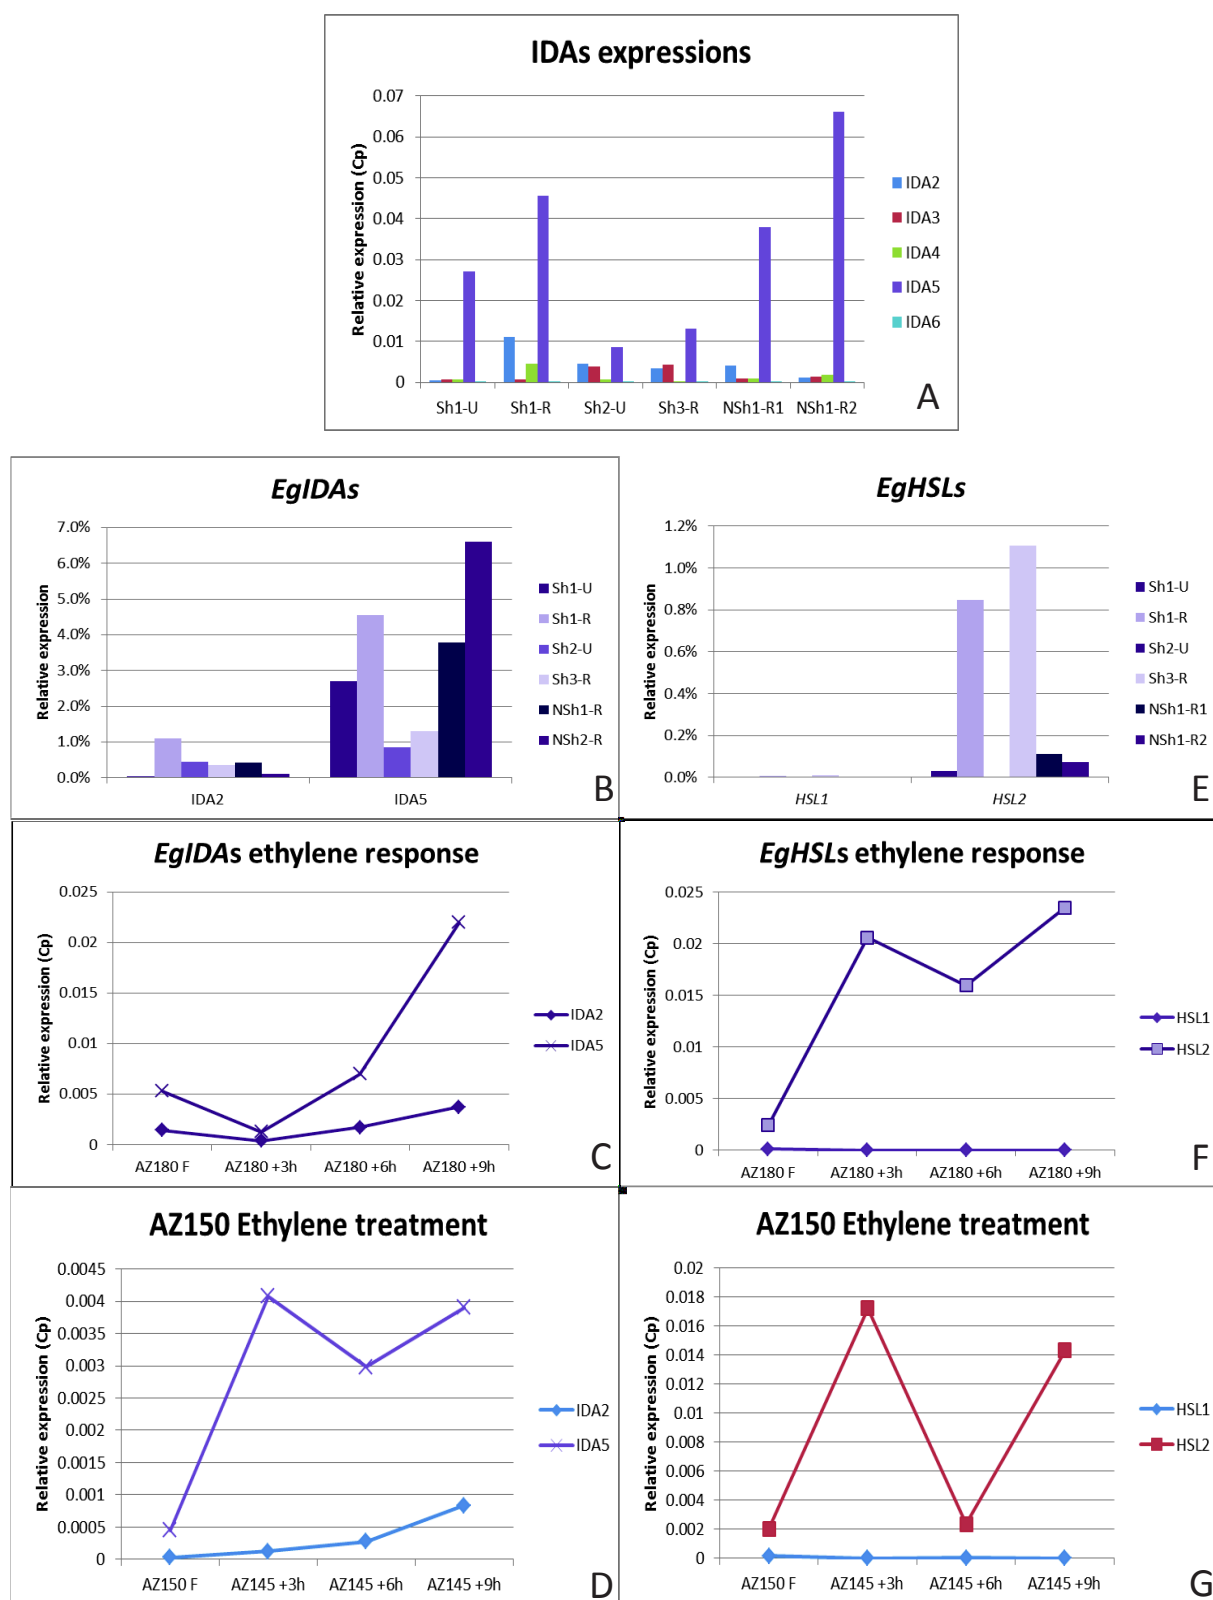 IDAs expressions
Relative expression (Cp)
0.07
0.06
0.05
0.04
0.03
0.02
0.01
0
Sh1-U Sh1-R Sh2-U Sh3-R NSh1-R1 NSh1-R2
IDA2
IDA3
IDA4
IDA5
IDA6
A
EgIDAs
Relative expression
7.0%
6.0%
5.0%
4.0%
3.0%
2.0%
1.0%
0.0%
IDA2 IDA5
Sh1-U
Sh1-R
Sh2-U
Sh3-R
NSh1-R
NSh2-R
B
EgHSLs
Relative expression
1.2%
1.0%
0.8%
0.6%
0.4%
0.2%
0.0%
HSL1 HSL2
Sh1-U
Sh1-R
Sh2-U
Sh3-R
NSh1-R1
NSh1-R2
E
EgIDAs ethylene response
Relative expression (Cp)
0.025
0.02
0.015
0.01
0.005
0
AZ180 F AZ180 +3h AZ180 +6h AZ180 +9h
IDA2
IDA5
C
EgHSLs ethylene response
Relative expression (Cp)
0.025
0.02
0.015
0.01
0.005
0
AZ180 F AZ180 +3h AZ180 +6h AZ180 +9h
HSL1
HSL2
F
AZ150 Ethylene treatment
Relative expression (Cp)
0.0045
0.004
0.0035
0.003
0.0025
0.002
0.0015
0.001
0.0005
0
AZ150 F AZ145 +3h AZ145 +6h AZ145 +9h
IDA2
IDA5
D
AZ150 Ethylene treatment
Relative expression (Cp)
0.02
0.018
0.016
0.014
0.012
0.01
0.008
0.006
0.004
0.002
0
AZ150 F AZ145 +3h AZ145 +6h AZ145 +9h
HSL1
HSL2
G